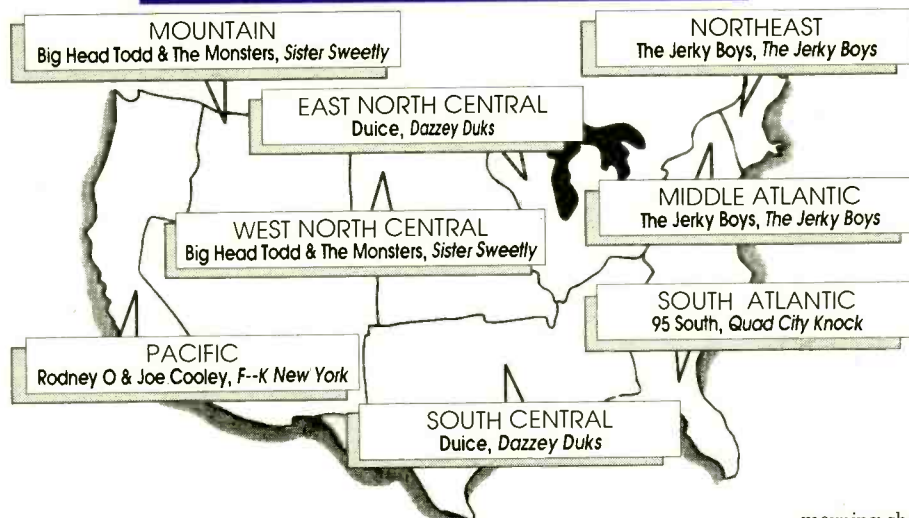 MOUNTAIN
Big Head Todd & The Monsters, Sister Sweetly
NORTHEAST
The Jerky Boys, The Jerky Boys
EAST NORTH CENTRAL
Duice, Dazzey Duks
MIDDLE ATLANTIC
The Jerky Boys, The Jerky Boys
WEST NORTH CENTRAL
Big Head Todd & The Monsters, Sister Sweetly
SOUTH ATLANTIC
95 South, Quad City Knock
PACIFIC
Rodney O & Joe Cooley, F--K New York
SOUTH CENTRAL
Duice, Dazzey Duks